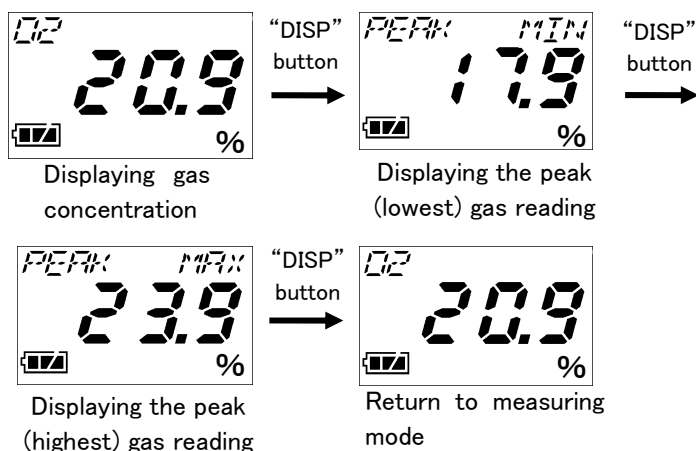 O2
20.9
%
Displaying gas
concentration
"DISP"
button
PEAK MIN
17.9
%
Displaying the peak
(lowest) gas reading
"DISP"
button
PEAK MAX
23.9
%
Displaying the peak
(highest) gas reading
"DISP"
button
O2
20.9
%
Return to measuring
mode